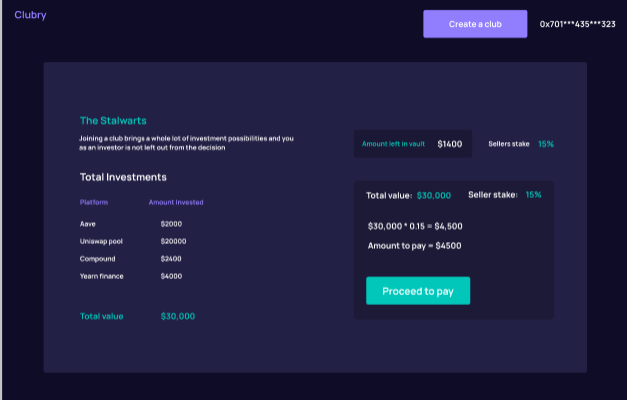 Clubry
Create a club
0x701***435***323
The Stalwarts
Joining a club brings a whole lot of investment possibilities and you
as an investor is not left out from the decision
Total Investments
Platform Amount Invested
Aave $2000
Uniswap pool $20000
Compound $2400
Yearn finance $4000
Total value $30,000
Amount left in vault $1400 Sellers stake 15%
Total value: $30,000 Seller stake: 15%
$30,000 * 0.15 = $4,500
Amount to pay = $4500
Proceed to pay